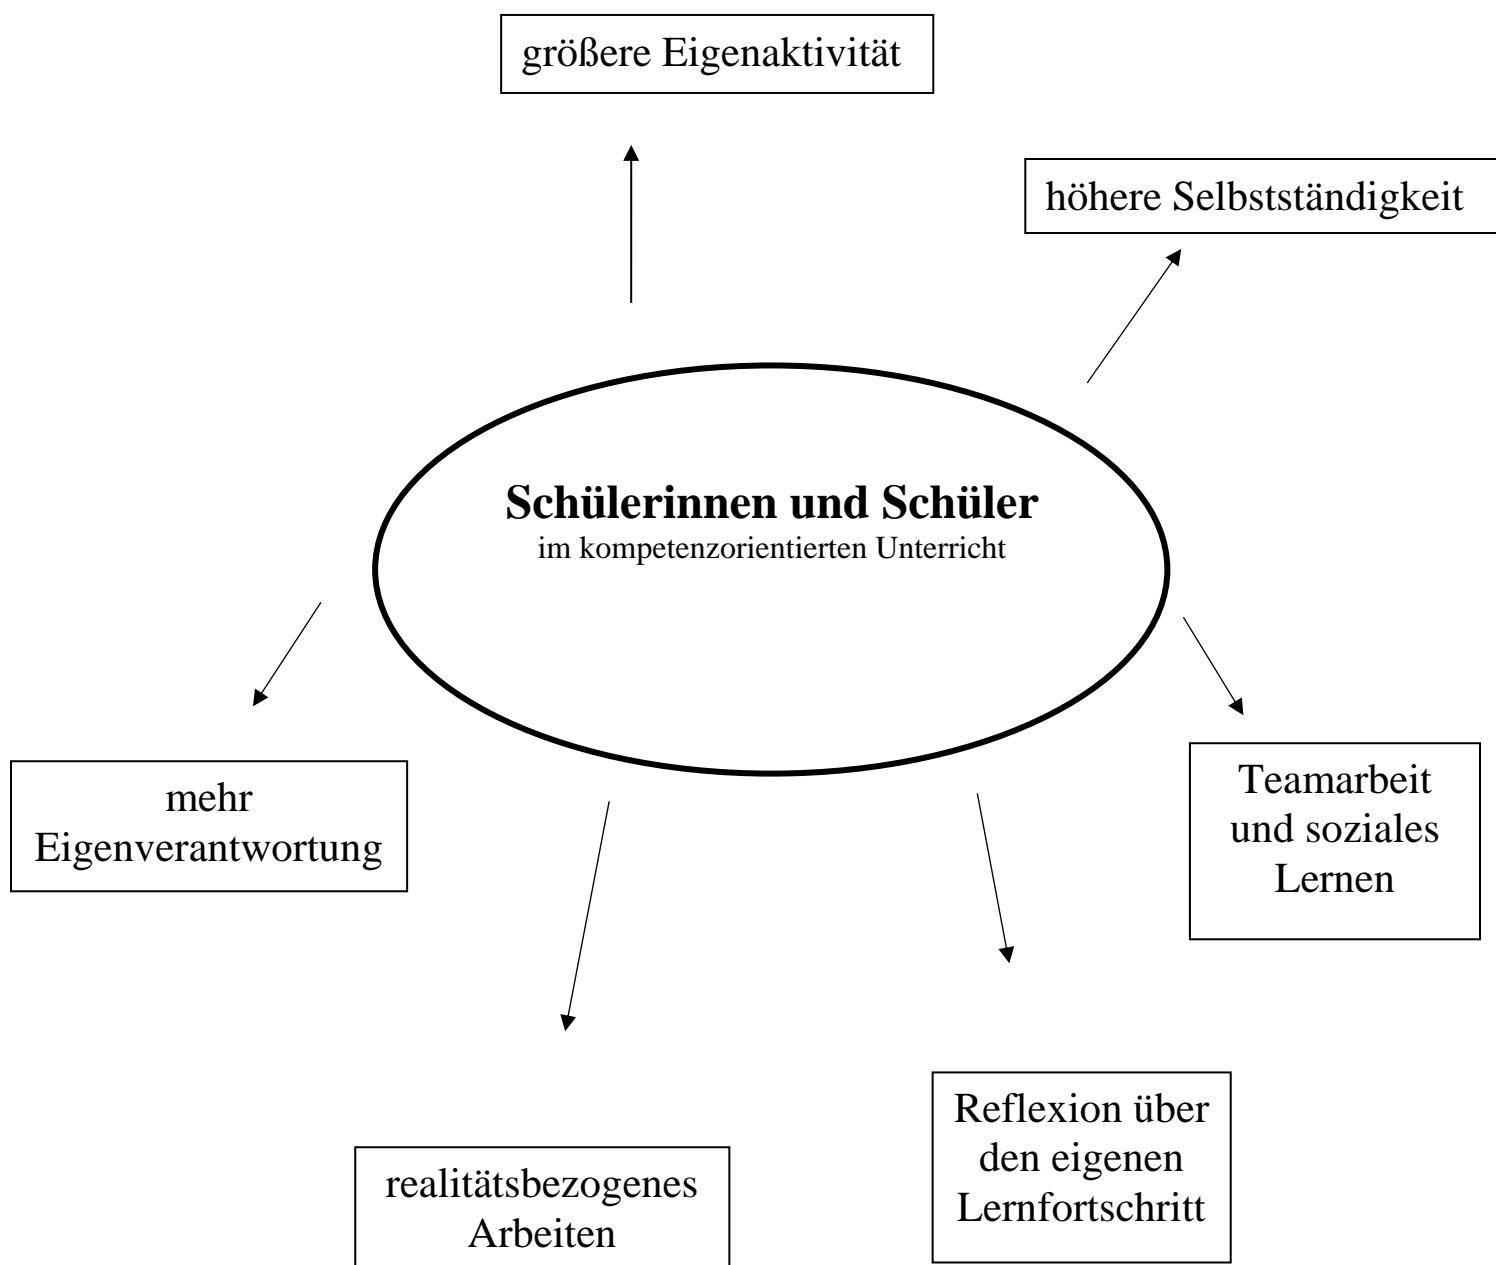 größere Eigenaktivität
höhere Selbstständigkeit
Schülerinnen und Schüler
im kompetenzorientierten Unterricht
mehr
Eigenverantwortung
Teamarbeit
und soziales
Lernen
Reflexion über
den eigenen
Lernfortschritt
realitätsbezogenes
Arbeiten